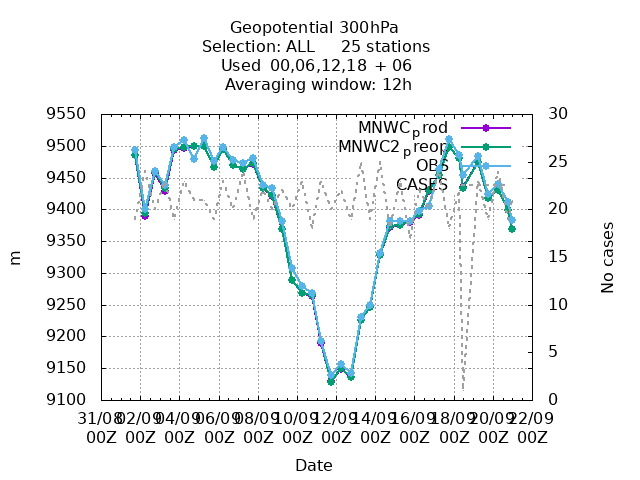 Geopotential 300hPa
Selection: ALL 25 stations
Used 00,06,12,18 + 06
Averaging window: 12h
MNWC_prod
MNWC2_preop
OBS
CASES
9550
9500
9450
9400
9350
9300
9250
9200
9150
9100
m
30
25
20
15
10
5
0
No cases
31/08 02/09 04/09 06/09 08/09 10/09 12/09 14/09 16/09 18/09 20/09 22/09
00Z 00Z 00Z 00Z 00Z 00Z 00Z 00Z 00Z 00Z 00Z 00Z
Date